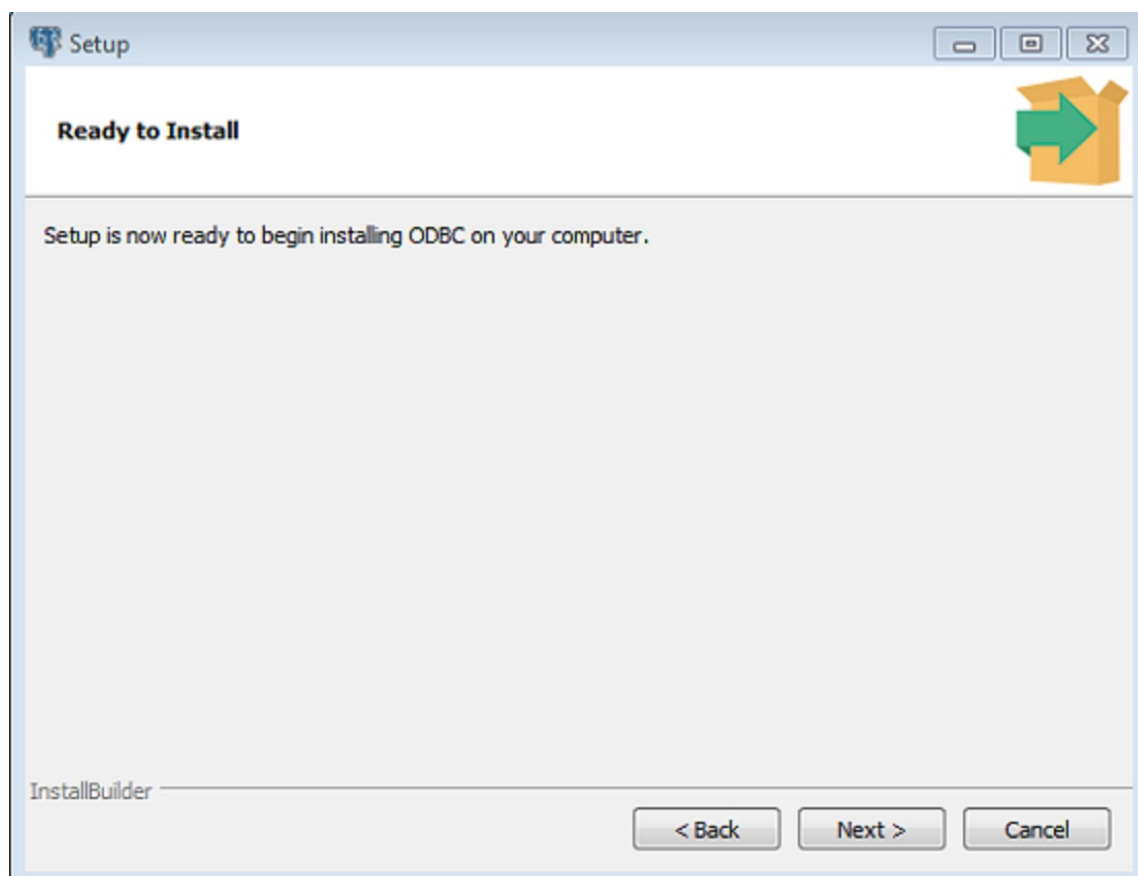 Setup
Ready to Install
Setup is now ready to begin installing ODBC on your computer.
InstallBuilder
< Back
Next >
Cancel